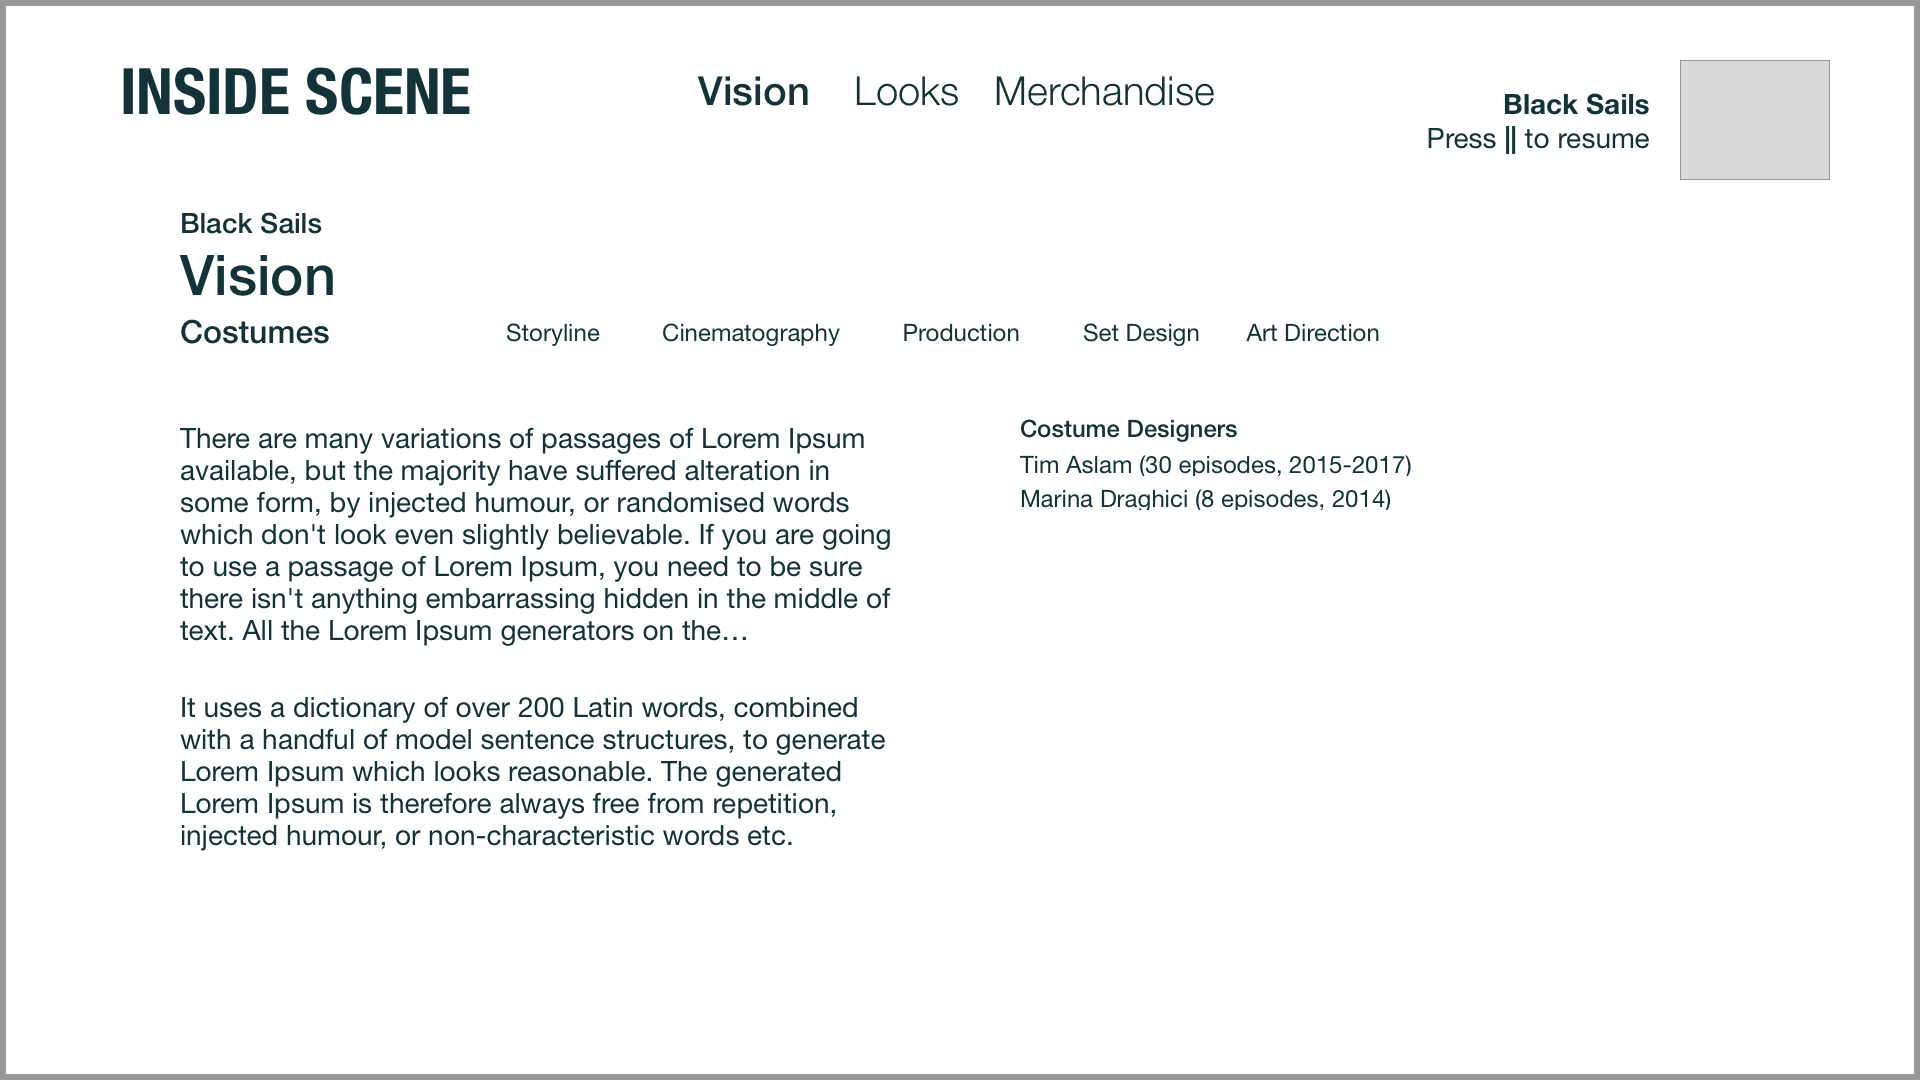 INSIDE SCENE
Vision Looks Merchandise
Black Sails
Press || to resume
Black Sails
Vision
Costumes Storyline Cinematography Production Set Design Art Direction
There are many variations of passages of Lorem Ipsum
available, but the majority have suffered alteration in
some form, by injected humour, or randomised words
which don't look even slightly believable. If you are going
to use a passage of Lorem Ipsum, you need to be sure
there isn't anything embarrassing hidden in the middle of
text. All the Lorem Ipsum generators on the…
It uses a dictionary of over 200 Latin words, combined
with a handful of model sentence structures, to generate
Lorem Ipsum which looks reasonable. The generated
Lorem Ipsum is therefore always free from repetition,
injected humour, or non-characteristic words etc.
Costume Designers
Tim Aslam (30 episodes, 2015-2017)
Marina Draghici (8 episodes, 2014)